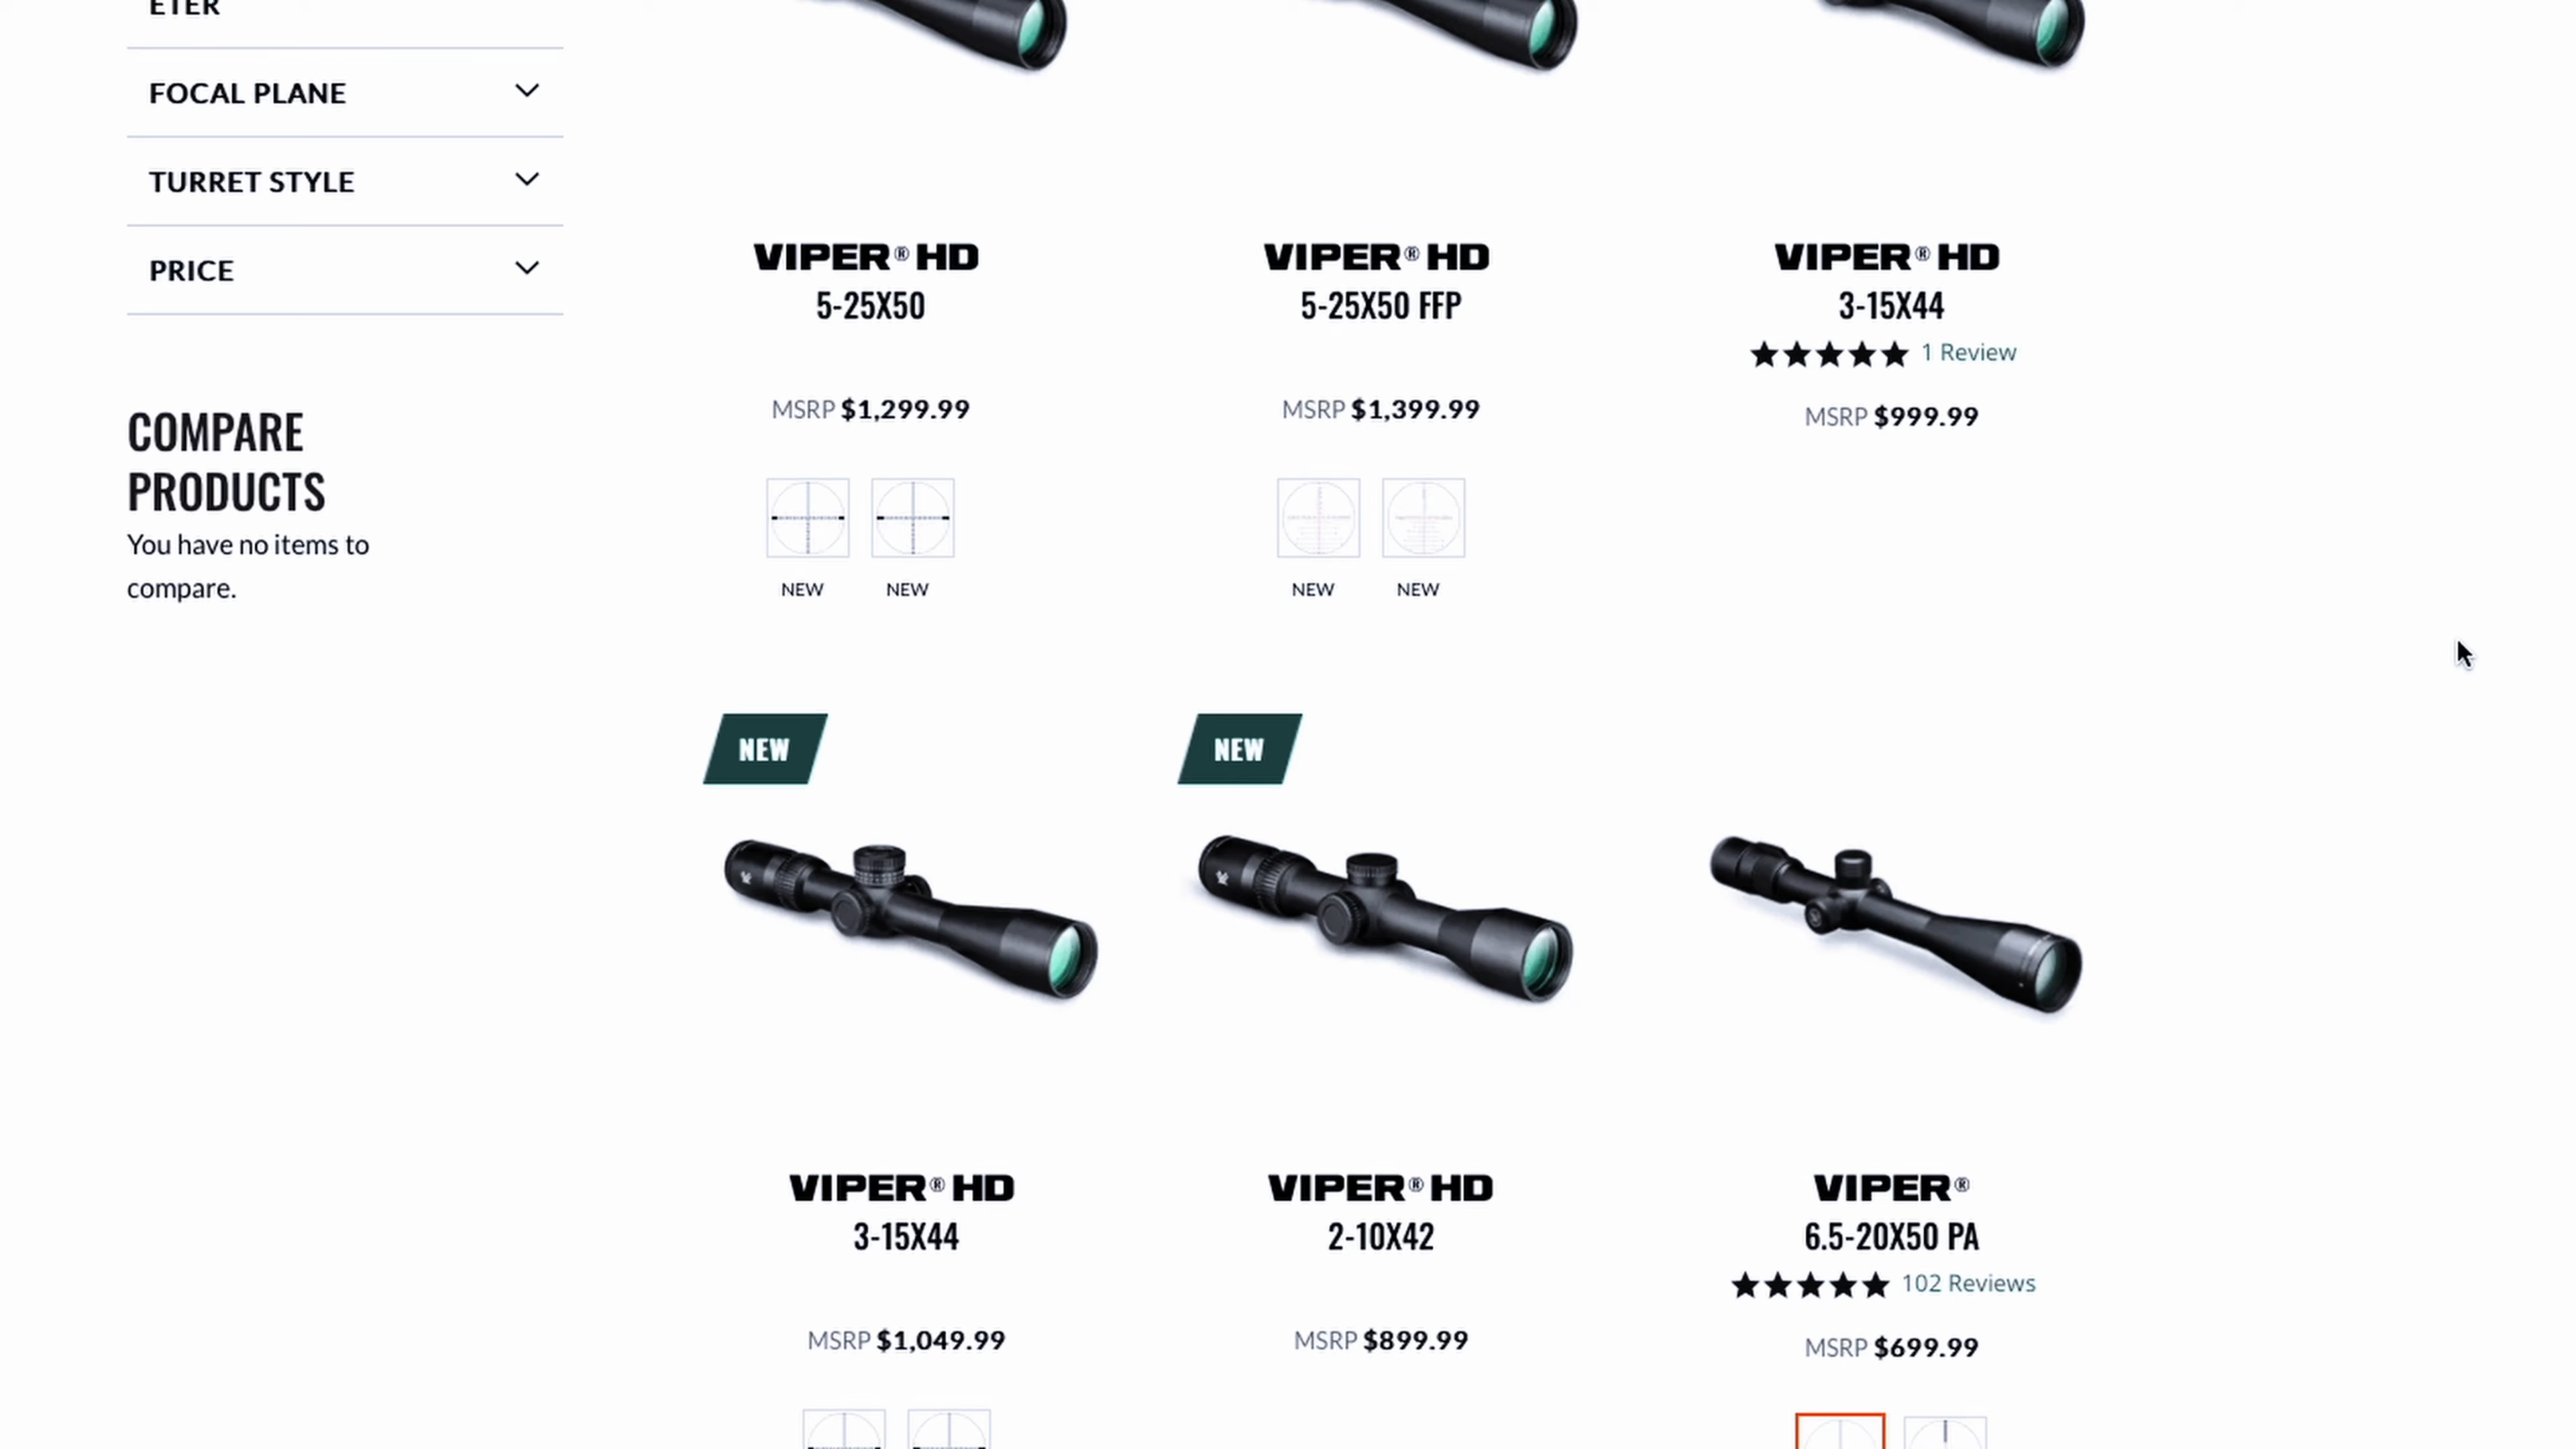 ETER
FOCAL PLANE
TURRET STYLE
PRICE
COMPARE
PRODUCTS
You have no items to
compare.
VIPER® HD
5-25X50
MSRP $1,299.99
NEW NEW
VIPER® HD
5-25X50 FFP
MSRP $1,399.99
NEW NEW
VIPER® HD
3-15X44
1 Review
MSRP $999.99
NEW
VIPER® HD
3-15X44
MSRP $1,049.99
NEW
VIPER® HD
2-10X42
MSRP $899.99
VIPER®
6.5-20X50 PA
102 Reviews
MSRP $699.99